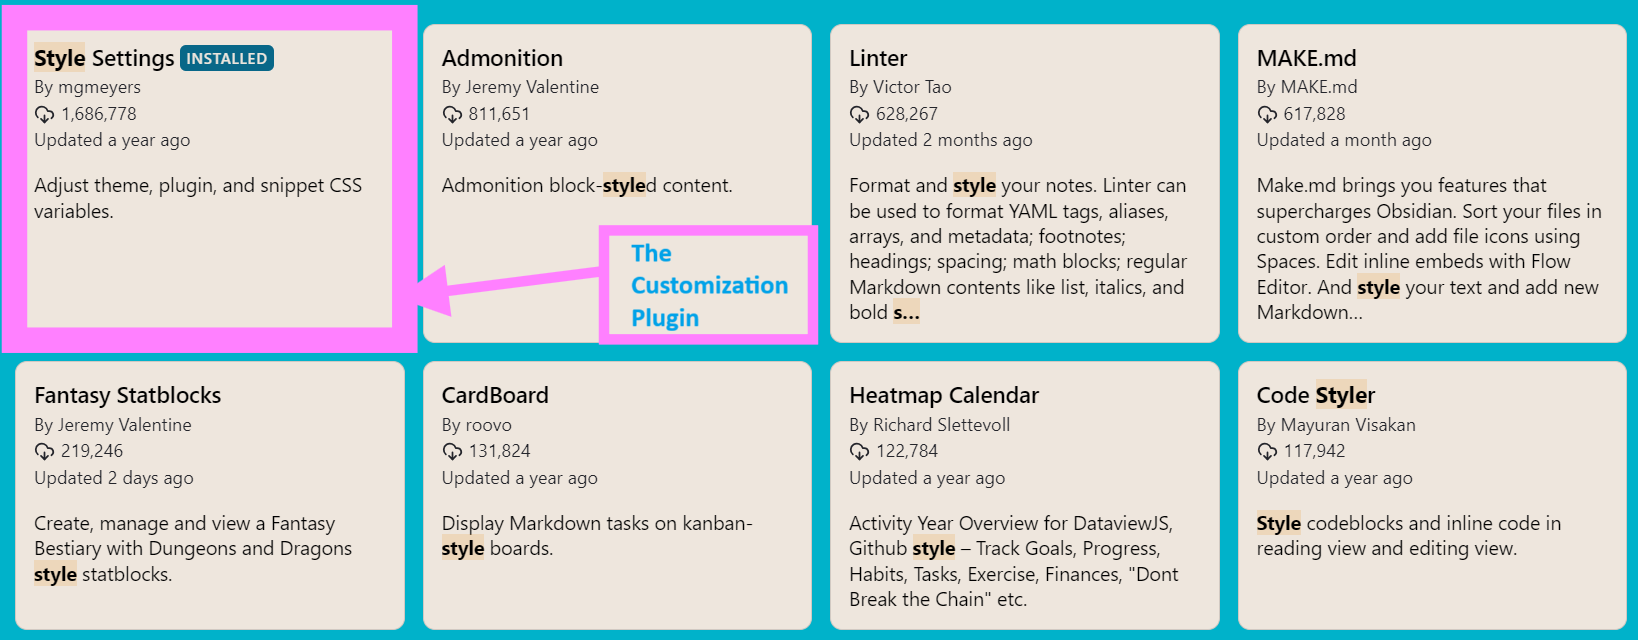 Style Settings INSTALLED
By mgmeyers
1,686,778
Updated a year ago
Adjust theme, plugin, and snippet CSS
variables.
Admonition
By Jeremy Valentine
811,651
Updated a year ago
Admonition block-styled content.
The
Customization
Plugin
Linter
By Victor Tao
628,267
Updated 2 months ago
Format and style your notes. Linter can
be used to format YAML tags, aliases,
arrays, and metadata; footnotes;
headings; spacing; math blocks; regular
Markdown contents like list, italics, and
bold s...
MAKE.md
By MAKE.md
617,828
Updated a month ago
Make.md brings you features that
supercharges Obsidian. Sort your files in
custom order and add file icons using
Spaces. Edit inline embeds with Flow
Editor. And style your text and add new
Markdown...
Fantasy Statblocks
By Jeremy Valentine
219,246
Updated 2 days ago
Create, manage and view a Fantasy
Bestiary with Dungeons and Dragons
style statblocks.
CardBoard
By roovo
131,824
Updated a year ago
Display Markdown tasks on kanban-
style boards.
Heatmap Calendar
By Richard Slettevoll
122,784
Updated a year ago
Activity Year Overview for DataviewJS,
Github style – Track Goals, Progress,
Habits, Tasks, Exercise, Finances, "Dont
Break the Chain" etc.
Code Styler
By Mayuran Visakan
117,942
Updated a year ago
Style codeblocks and inline code in
reading view and editing view.